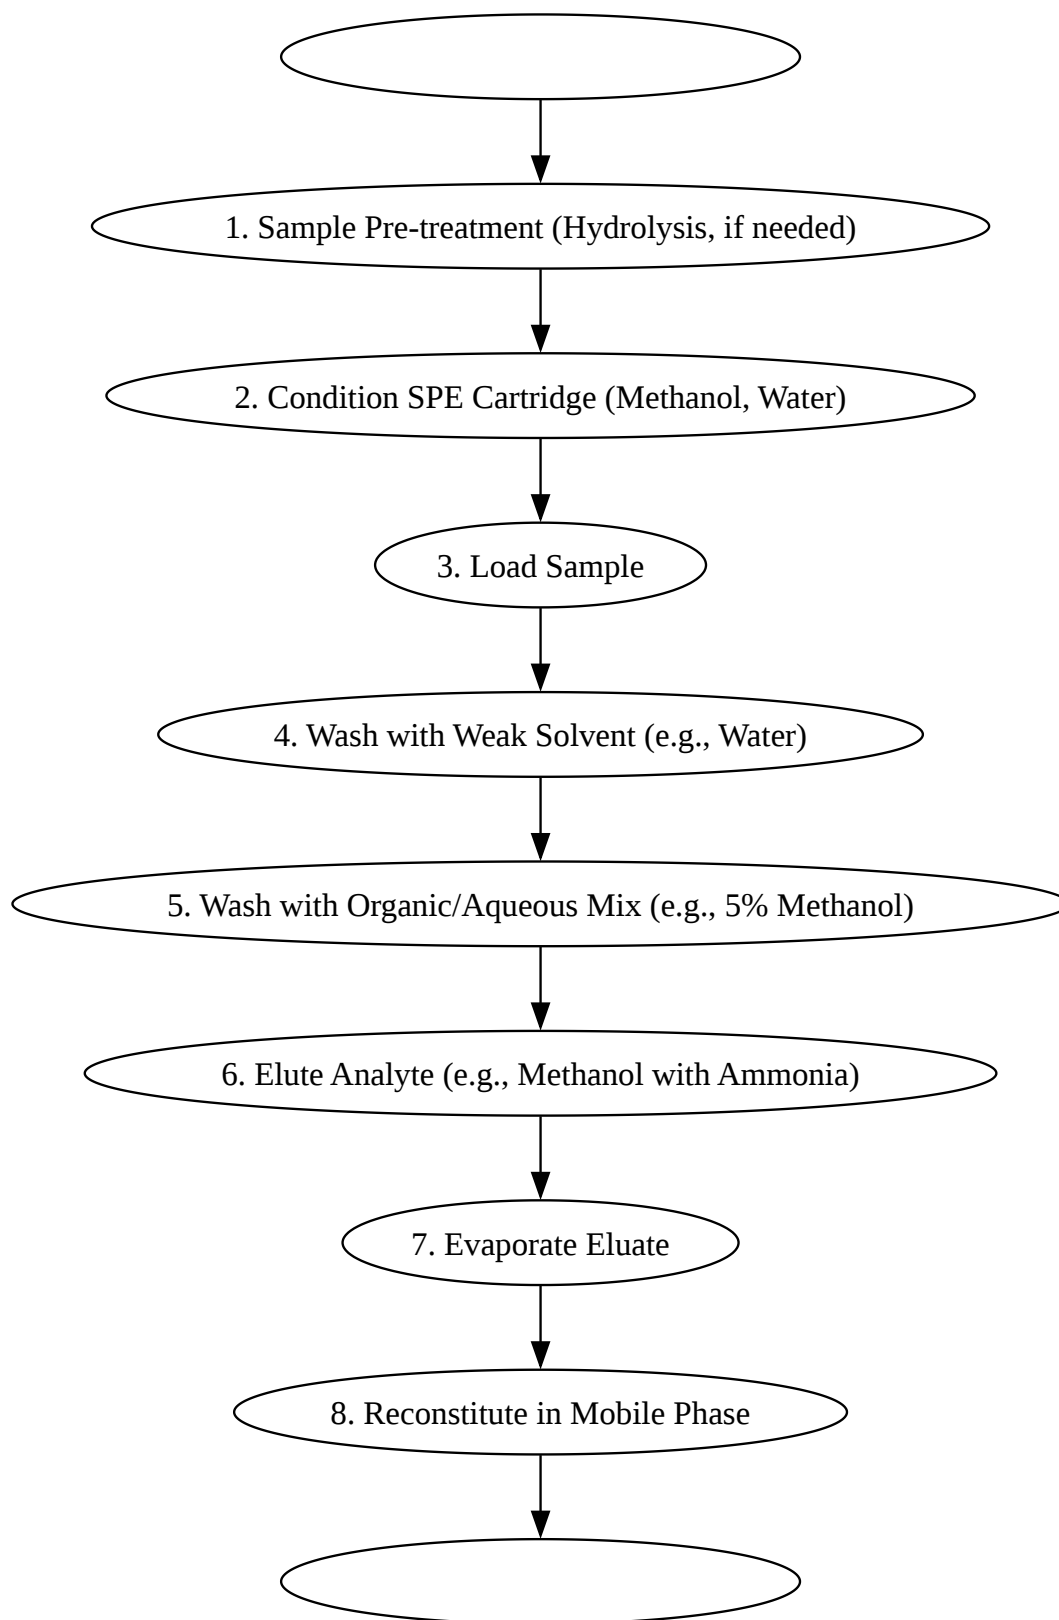 1. Sample Pre-treatment (Hydrolysis, if needed)
2. Condition SPE Cartridge (Methanol, Water)
3. Load Sample
4. Wash with Weak Solvent (e.g., Water)
5. Wash with Organic/Aqueous Mix (e.g., 5% Methanol)
6. Elute Analyte (e.g., Methanol with Ammonia)
7. Evaporate Eluate
8. Reconstitute in Mobile Phase